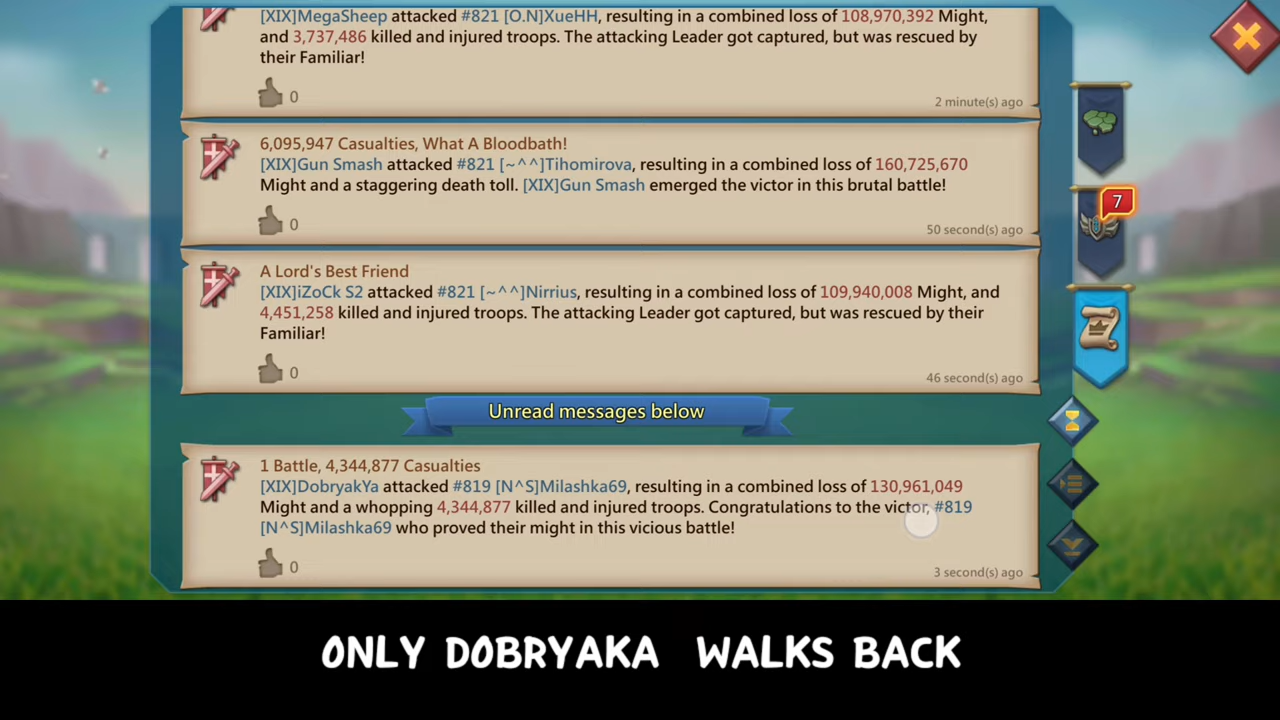 [XIX]MegaSheep attacked #821 [O.N]XueHH, resulting in a combined loss of 108,970,392 Might,
and 3,737,486 killed and injured troops. The attacking Leader got captured, but was rescued by
their Familiar!
0
2 minute(s) ago
6,095,947 Casualties, What A Bloodbath!
[XIX]Gun Smash attacked #821 [~^^]Tihomirova, resulting in a combined loss of 160,725,670
Might and a staggering death toll. [XIX]Gun Smash emerged the victor in this brutal battle!
0
50 second(s) ago
7
A Lord's Best Friend
[XIX]iZoCk S2 attacked #821 [~^^]Nirrius, resulting in a combined loss of 109,940,008 Might, and
4,451,258 killed and injured troops. The attacking Leader got captured, but was rescued by their
Familiar!
0
46 second(s) ago
Unread messages below
1 Battle, 4,344,877 Casualties
[XIX]DobryakYa attacked #819 [N^S]Milashka69, resulting in a combined loss of 130,961,049
Might and a whopping 4,344,877 killed and injured troops. Congratulations to the victor, #819
[N^S]Milashka69 who proved their might in this vicious battle!
0
3 second(s) ago
ONLY DOBRYAKA WALKS BACK